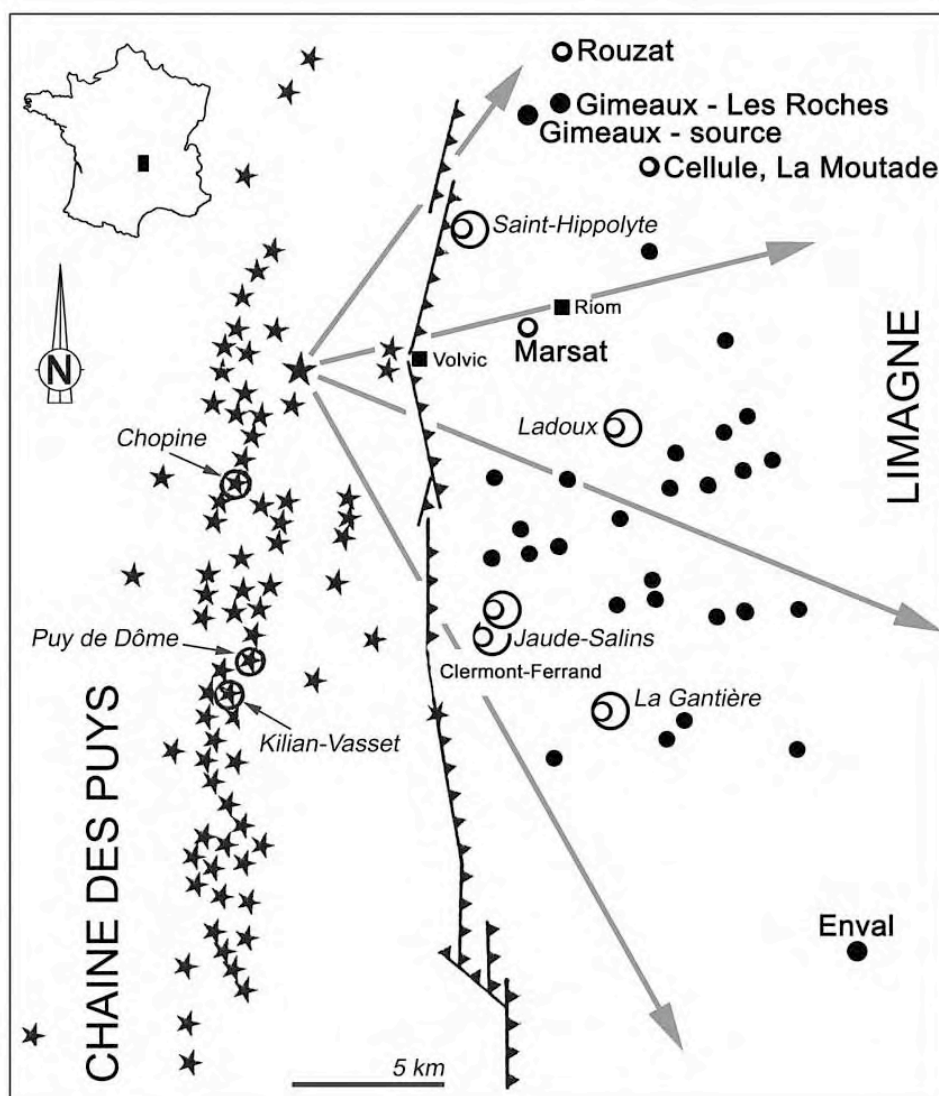 Rouzat
Gimeaux - Les Roches
Gimeaux - source
Cellule, La Moutade
Saint-Hippolyte
Riom
Marsat
Volvic
LIMAGNE
Ladoux
Chopine
N
Puy de Dôme
Jaude-Salins
Clermont-Ferrand
La Gantière
Kilian-Vasset
CHAINE DES PUYS
Enval
5 km